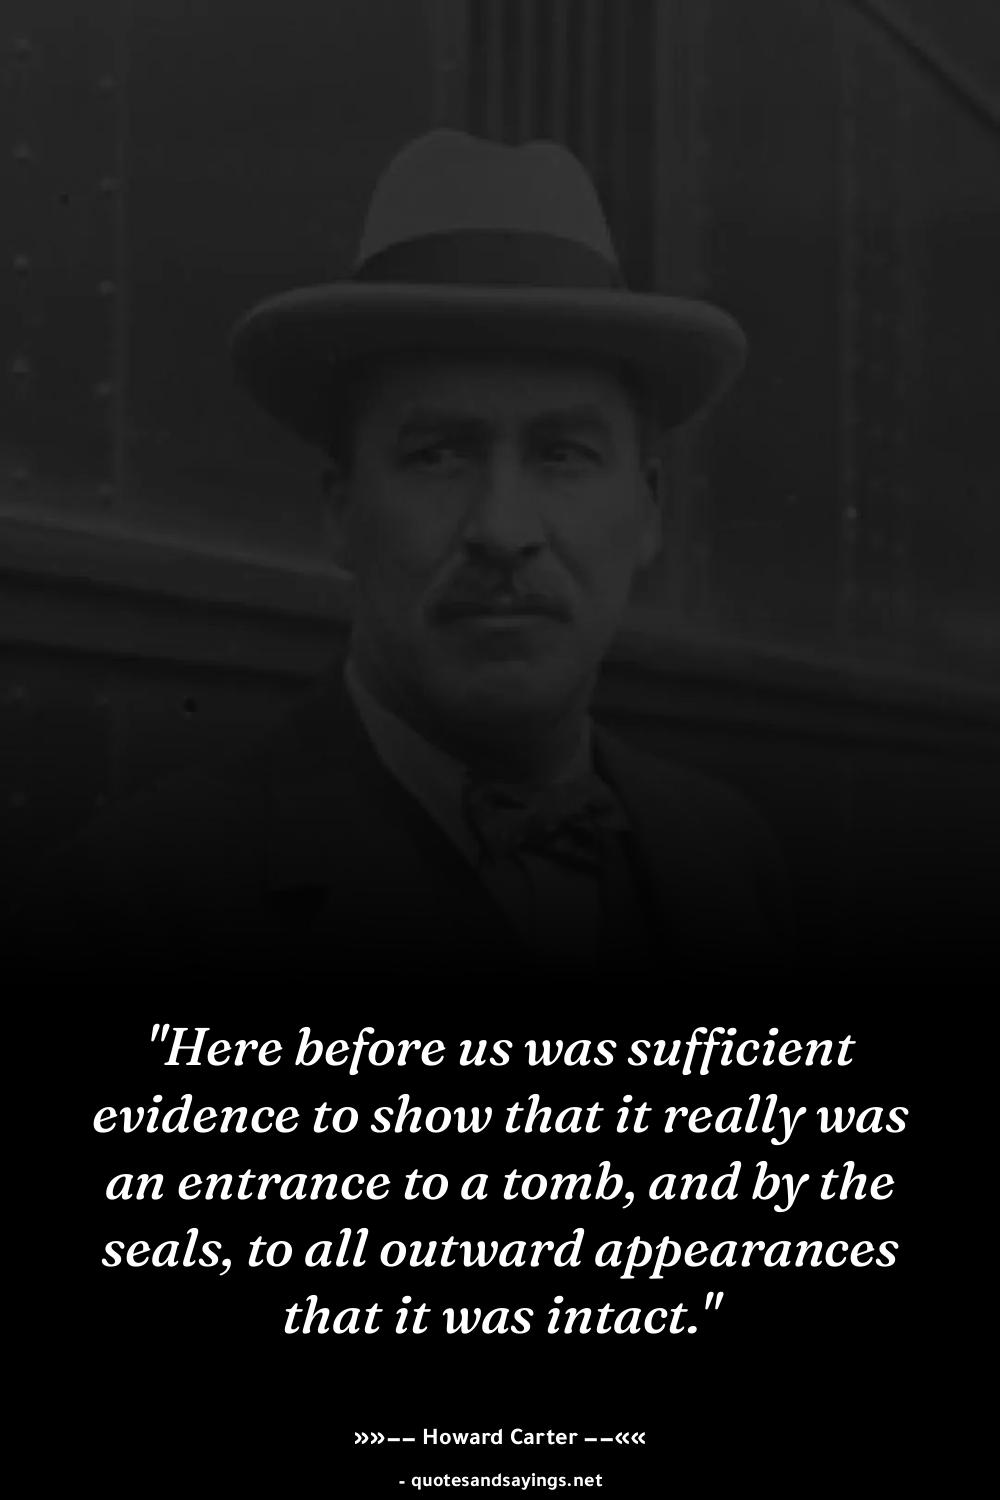 "Here before us was sufficient
evidence to show that it really was
an entrance to a tomb, and by the
seals, to all outward appearances
that it was intact."
»»−− Howard Carter −−««
- quotesandsayings.net